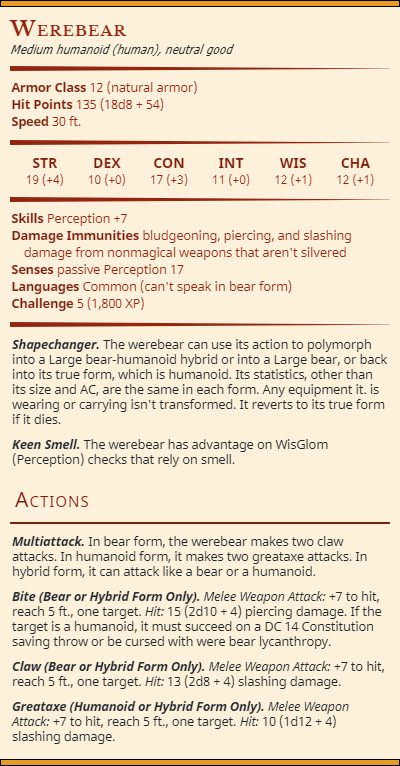 Werebear
Medium humanoid (human), neutral good
Armor Class 12 (natural armor)
Hit Points 135 (18d8 + 54)
Speed 30 ft.
STR DEX CON INT WIS CHA
19 (+4) 10 (+0) 17 (+3) 11 (+0) 12 (+1) 12 (+1)
Skills Perception +7
Damage Immunities bludgeoning, piercing, and slashing
damage from nonmagical weapons that aren't silvered
Senses passive Perception 17
Languages Common (can't speak in bear form)
Challenge 5 (1,800 XP)
Shapechanger. The werebear can use its action to polymorph
into a Large bear-humanoid hybrid or into a Large bear, or back
into its true form, which is humanoid. Its statistics, other than
its size and AC, are the same in each form. Any equipment it. is
wearing or carrying isn't transformed. It reverts to its true form
if it dies.
Keen Smell. The werebear has advantage on WisGlom
(Perception) checks that rely on smell.
Actions
Multiattack. In bear form, the werebear makes two claw
attacks. In humanoid form, it makes two greataxe attacks. In
hybrid form, it can attack like a bear or a humanoid.
Bite (Bear or Hybrid Form Only). Melee Weapon Attack: +7 to hit,
reach 5 ft., one target. Hit: 15 (2d10 + 4) piercing damage. If the
target is a humanoid, it must succeed on a DC 14 Constitution
saving throw or be cursed with were bear lycanthropy.
Claw (Bear or Hybrid Form Only). Melee Weapon Attack: +7 to hit,
reach 5 ft., one target. Hit: 13 (2d8 + 4) slashing damage.
Greataxe (Humanoid or Hybrid Form Only). Melee Weapon
Attack: +7 to hit, reach 5 ft., one target. Hit: 10 (1d12 + 4)
slashing damage.